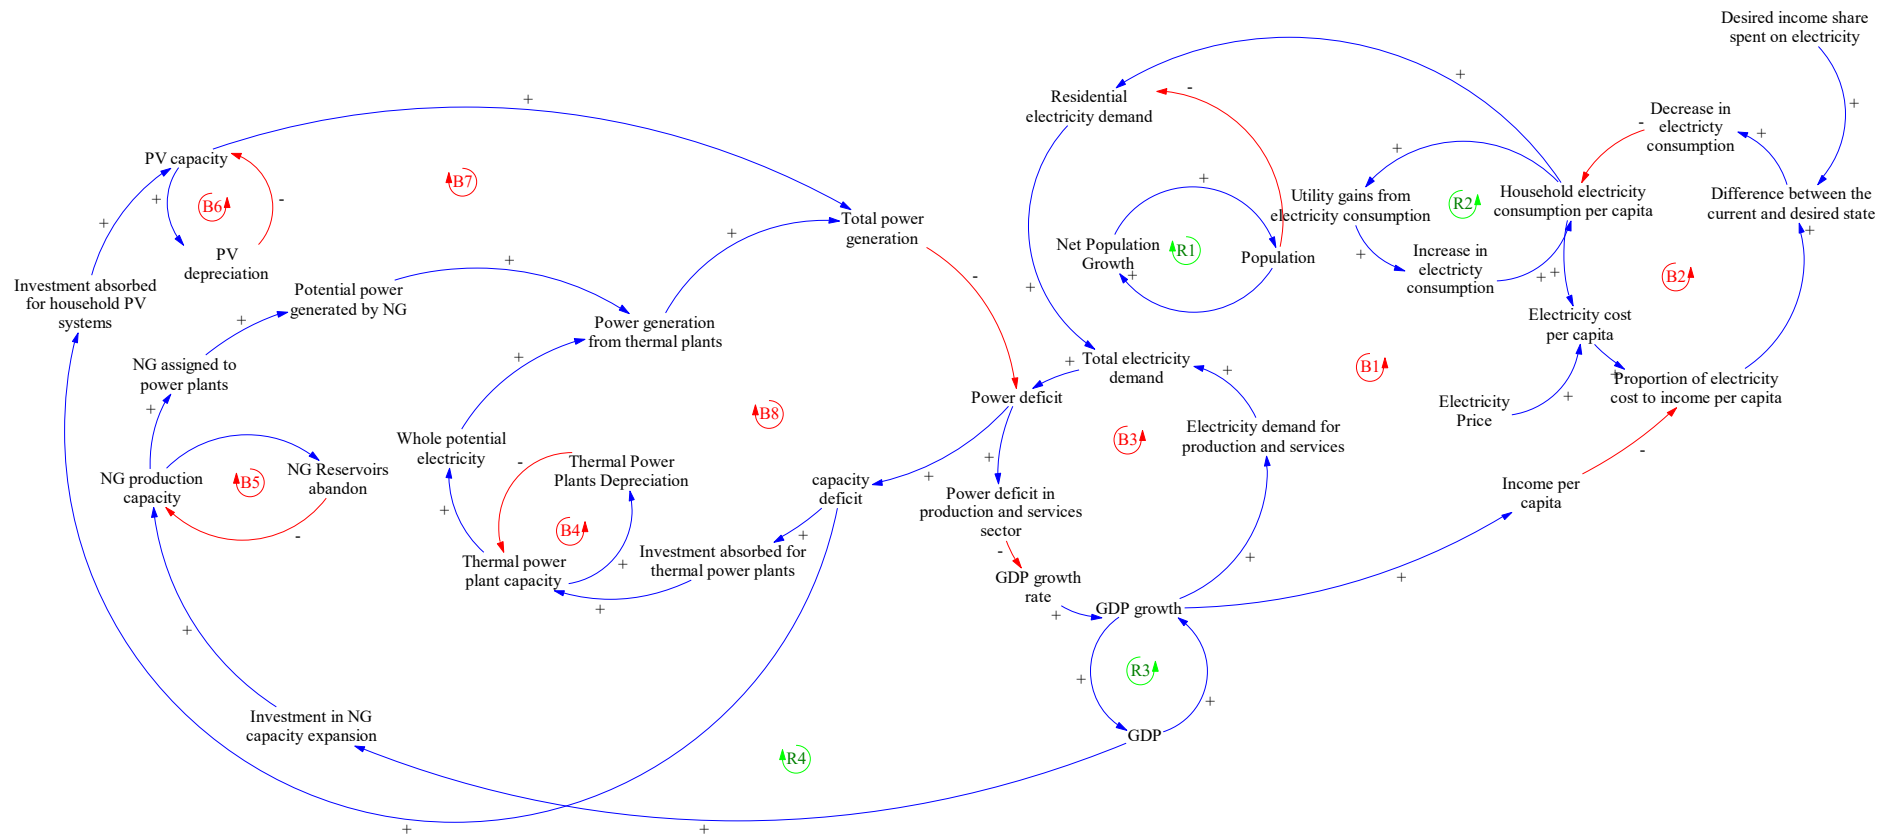 Desired income share
spent on electricity
+
+
-
Residential
electricity demand
Decrease in
electricty
consumption
-
+
+
+
PV capacity
B7
+
-
B6
+
-
PV
depreciation
Investment absorbed
for household PV
systems
+
Potential power
generated by NG
+
+
Total power
generation
-
Power generation
from thermal plants
+
+
NG assigned to
power plants
+
Net Population
Growth
+
R1
+
Population
Utility gains from
electricity consumption
+
R2
Household electricity
consumption per capita
Increase in
electricty
consumption
+
+
+
Difference between the
current and desired state
+
B2
Electricity cost
per capita
+
+
Total electricity
demand
+
Power deficit
B1
+
Proportion of electricity
cost to income per capita
Electricity
Price
+
B8
B3
Electricity demand for
production and services
+
Whole potential
electricity
NG production
capacity
B5
NG Reservoirs
abandon
-
-
Thermal Power
Plants Depreciation
B4
+
+
Thermal power
plant capacity
capacity
deficit
+
+
Investment absorbed for
thermal power plants
+
+
Power deficit in
production and services
sector
-
GDP growth
rate
+
GDP growth
+
Income per
capita
-
+
R3
+
+
GDP
+
Investment in NG
capacity expansion
R4
+
+